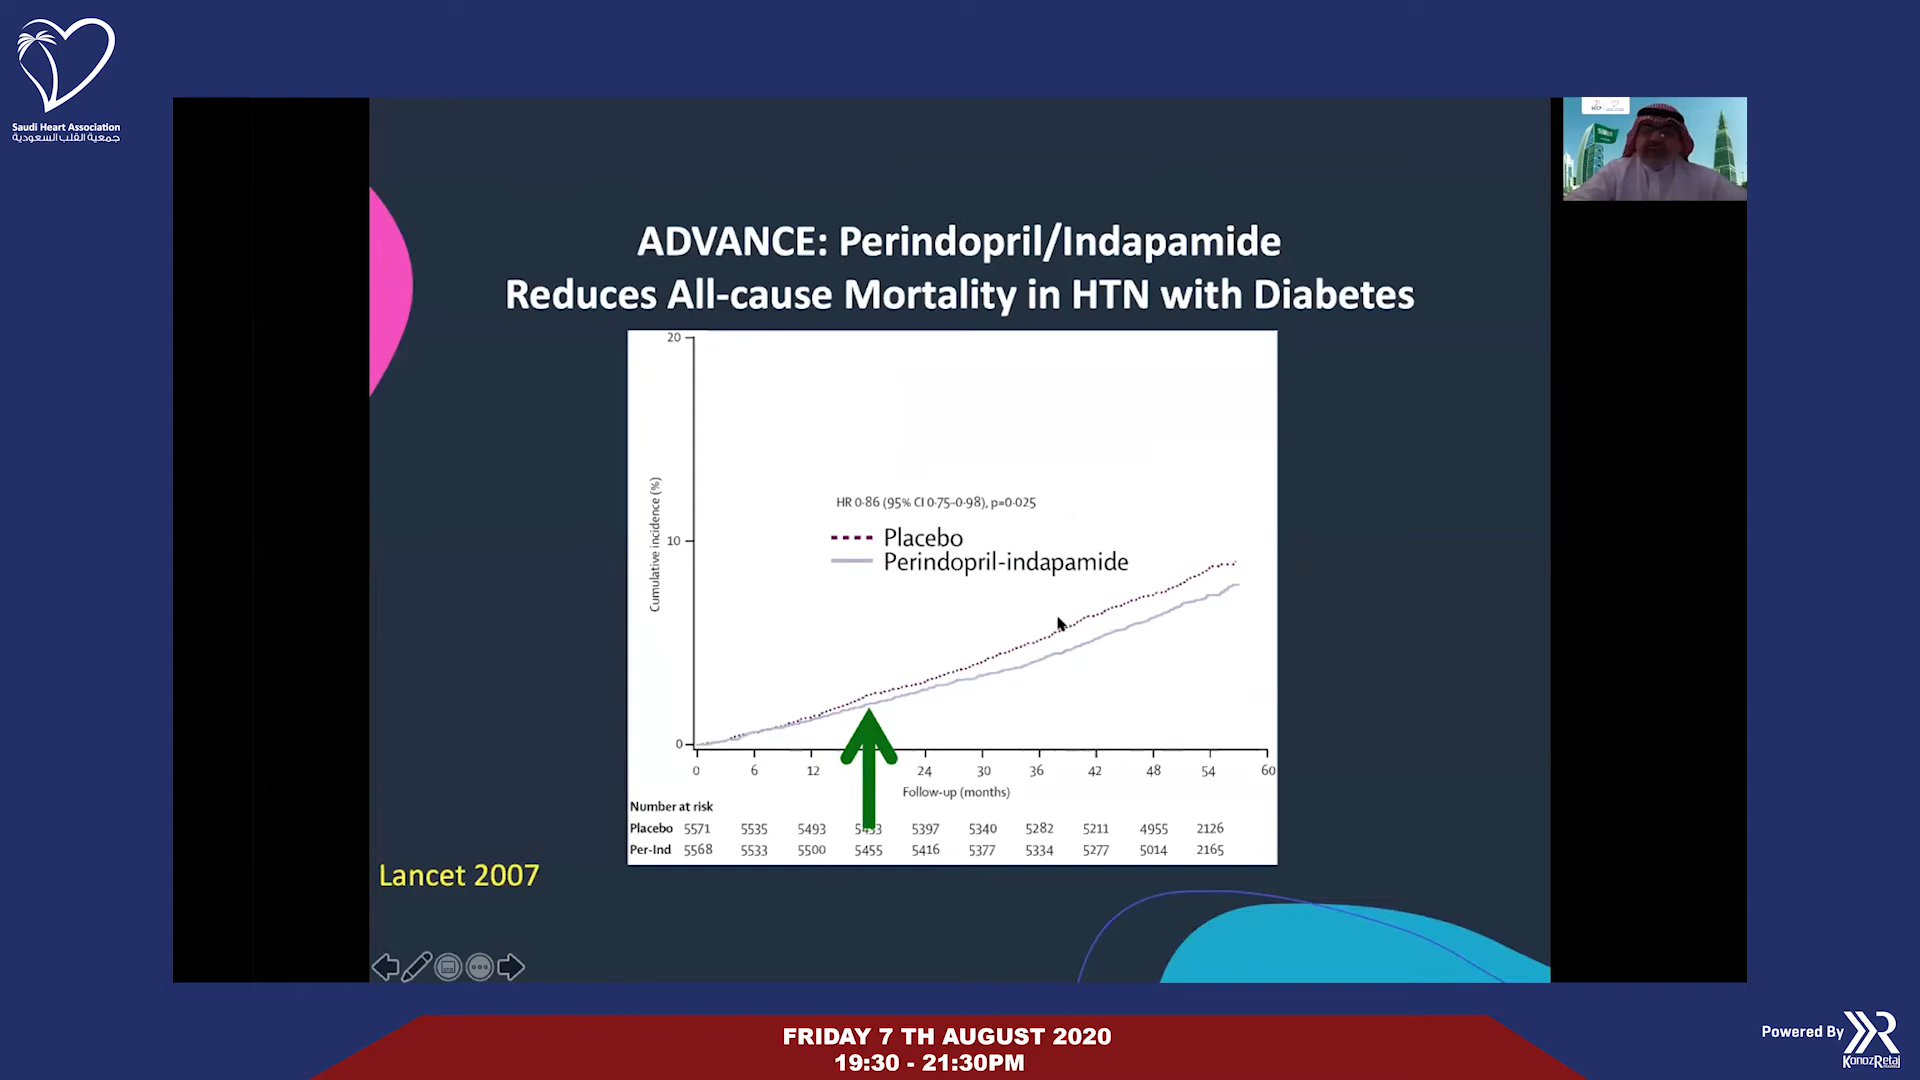 Saudi Heart Association
جمعية القلب السعودية
ADVANCE: Perindopril/Indapamide
Reduces All-cause Mortality in HTN with Diabetes
20
10
0
Cumulative incidence (%)
HR 0·86 (95% CI 0·75–0·98), p=0·025
Placebo
Perindopril-indapamide
0 6 12 24 30 36 42 48 54 60
Follow-up (months)
Number at risk
Placebo 5571 5535 5493 5397 5340 5282 5211 4955 2126
Per-Ind 5568 5533 5500 5455 5416 5377 5334 5277 5014 2165
Lancet 2007
FRIDAY 7 TH AUGUST 2020
19:30 - 21:30PM
Powered By
KonozRetaj